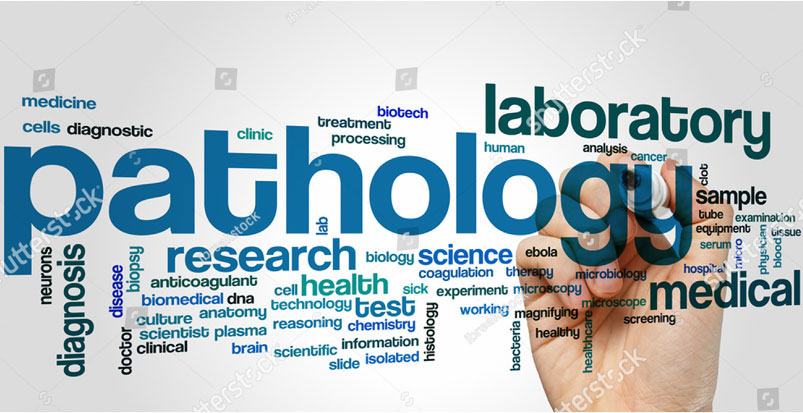 medicine
cells diagnostic
clinic
treatment
biotech
processing
laboratory
human
analysis
cancer
clot
pathology
lab
sample
tube examination
equipment
tissue
serum
micro
physician
blood
hospital
neurons
diagnosis
disease
biopsy
doctor
research
biology
science
ebola
anticoagulant
cell
health
sick
coagulation
therapy
microbiology
biomedical dna
technology
test
experiment
microscopy
microscope
medical
culture
anatomy
working
magnifying
screening
scientist plasma
reasoning
chemistry
histology
healthy
healthcare
bacteria
clinical
brain
scientific
information
slide isolated
shutterstock
shutterstock
shutterstock
shutterstock